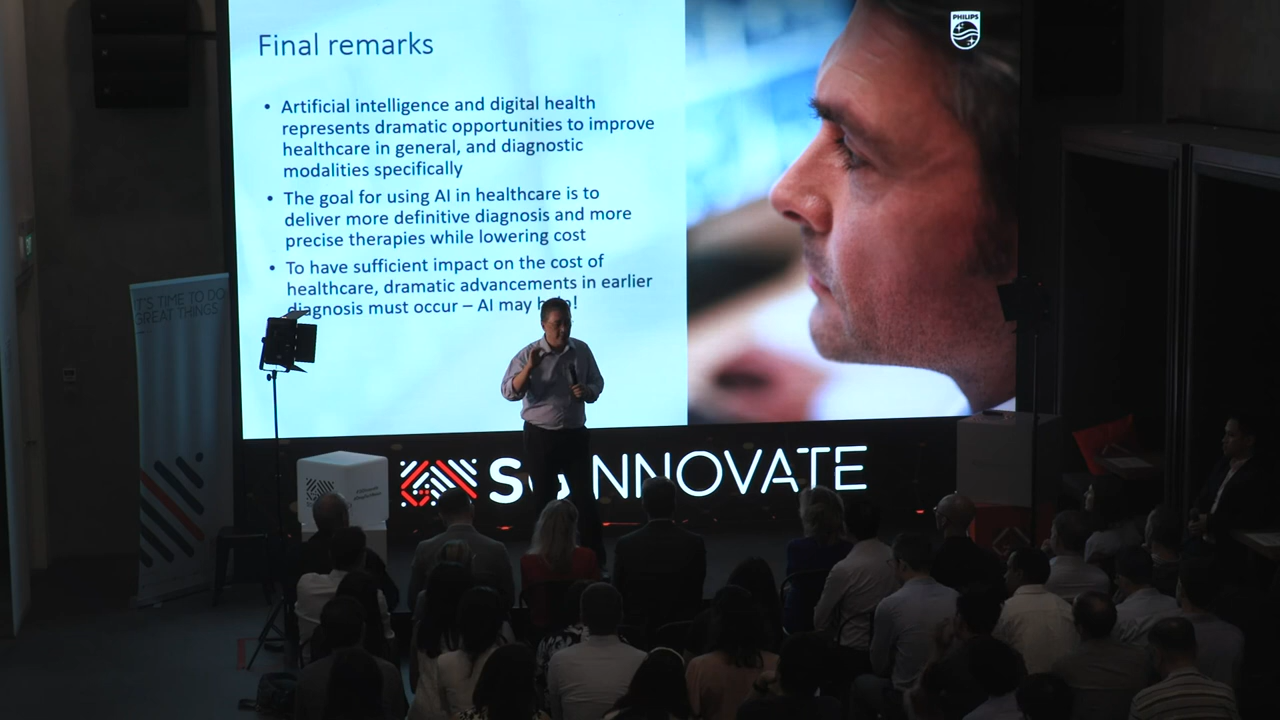 Final remarks
PHILIPS
• Artificial intelligence and digital health
represents dramatic opportunities to improve
healthcare in general, and diagnostic
modalities specifically
• The goal for using AI in healthcare is to
deliver more definitive diagnosis and more
precise therapies while lowering cost
• To have sufficient impact on the cost of
healthcare, dramatic advancements in earlier
diagnosis must occur – AI may help!
IT'S TIME TO DO
GREAT THINGS
SG NNOVATE